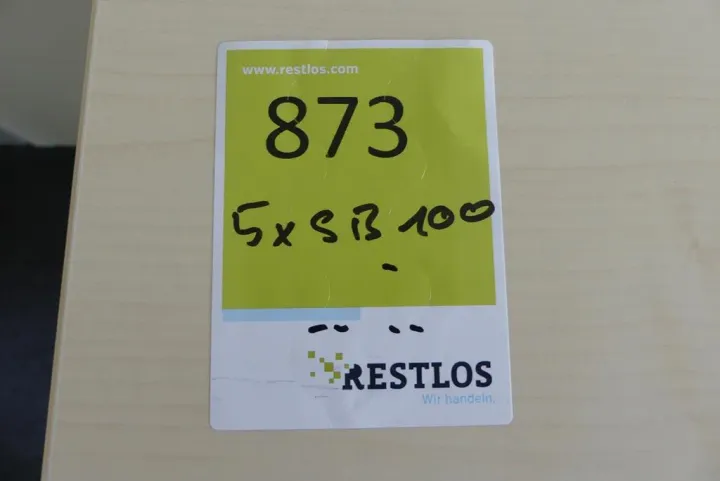 www.restlos.com
873
5x SB 100
RESTLOS
Wir handeln.